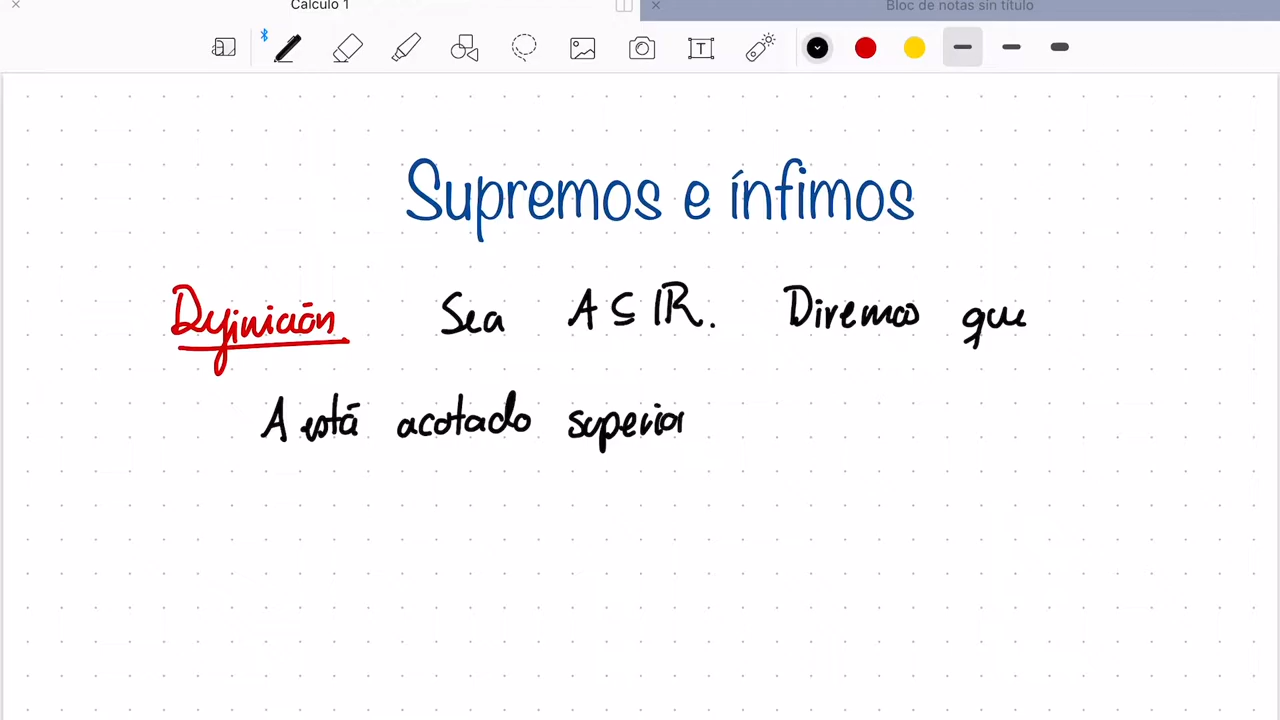 Calculo 1
Bloc de notas sin título
Supremos e ínfimos
Definición Sea A ⊆ ℝ. Diremos que
A está acotado superior